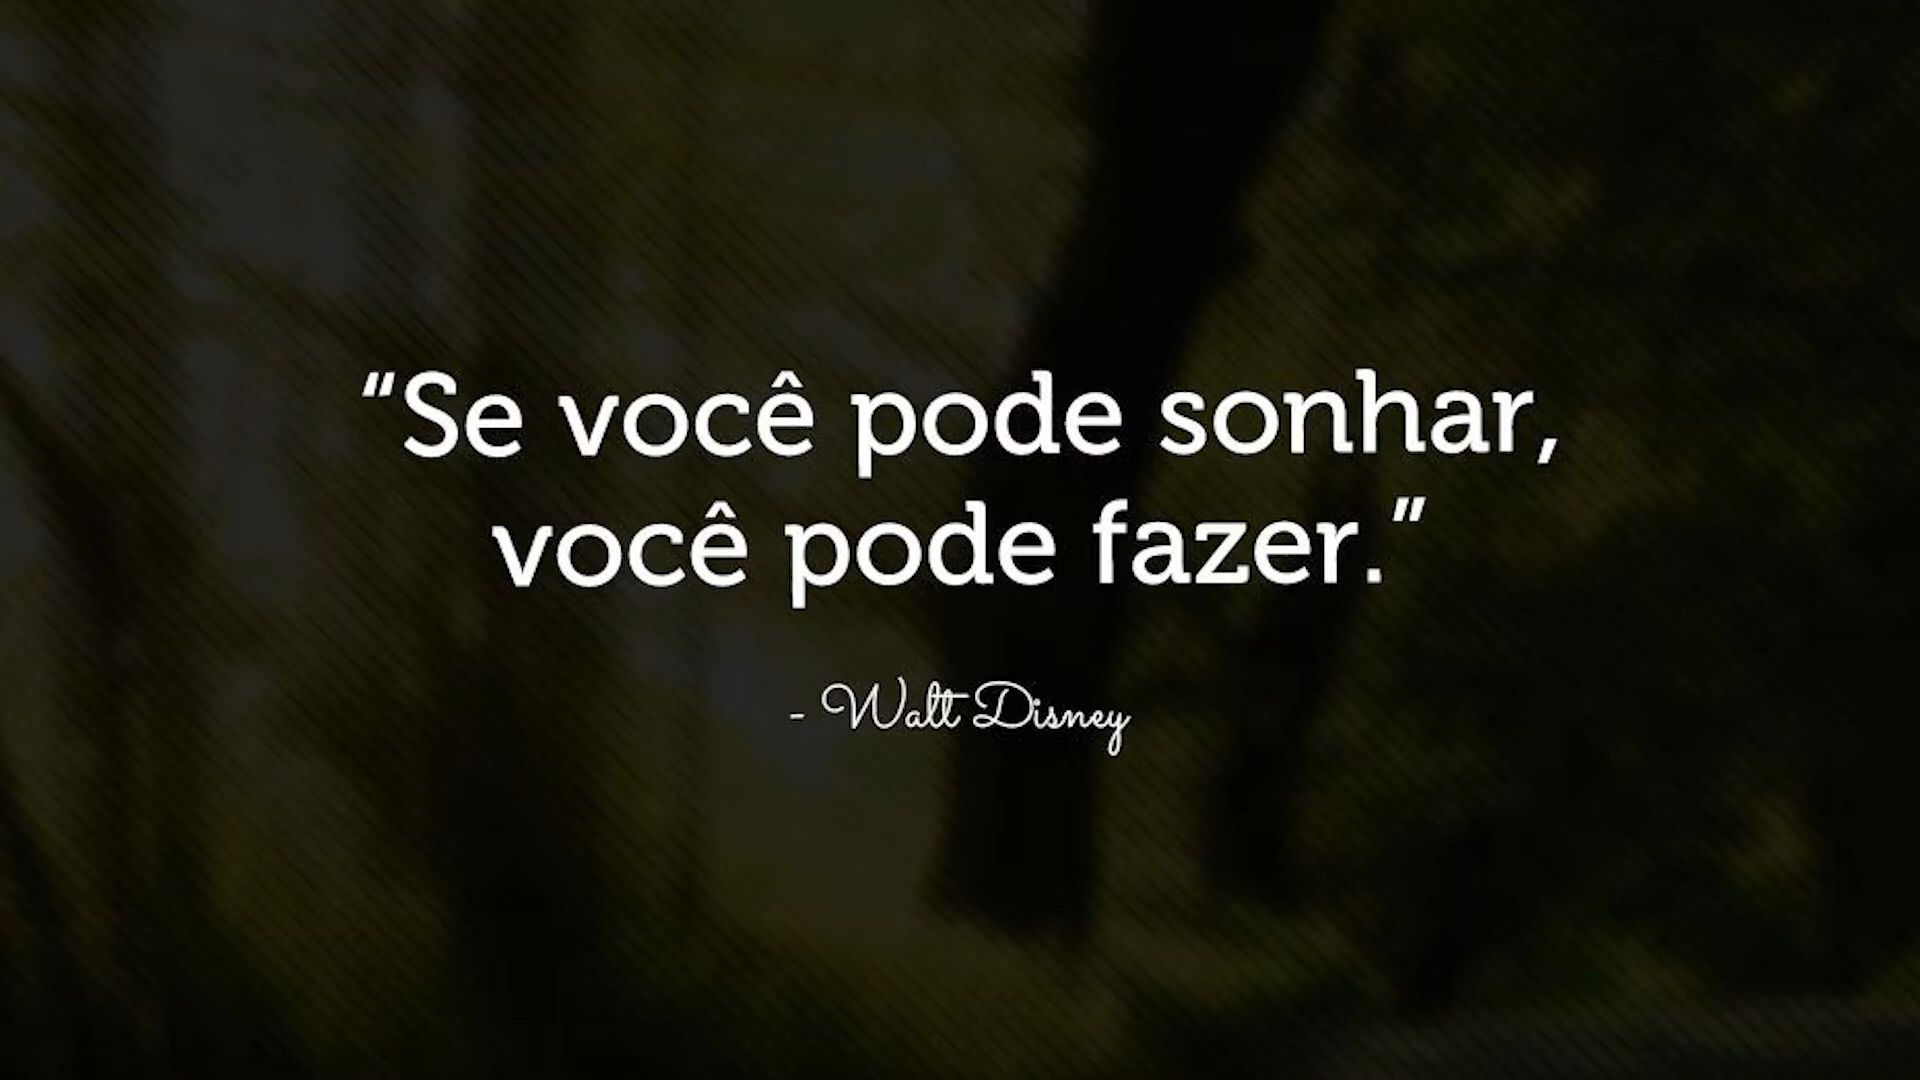 “Se você pode sonhar,
você pode fazer.”
- Walt Disney